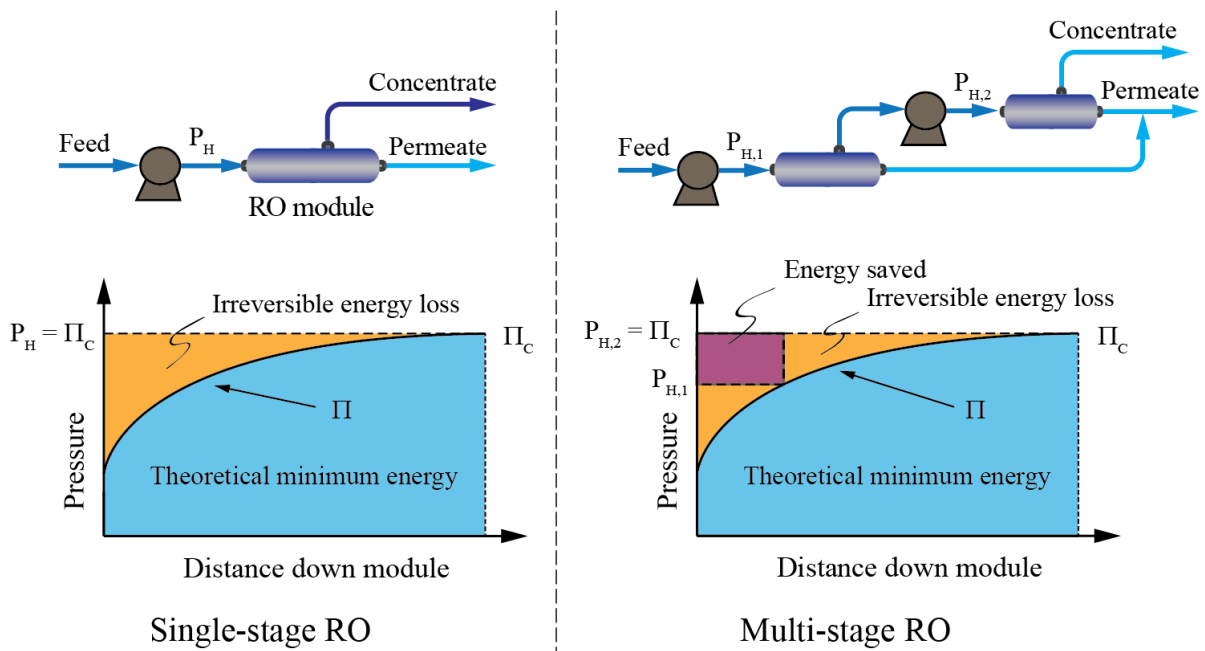 Feed
P_H
Concentrate
Permeate
RO module
Irreversible energy loss
P_H = Π_C
Π_C
Π
Pressure
Theoretical minimum energy
Distance down module
Single-stage RO
Concentrate
P_H,2
Permeate
Feed
P_H,1
Energy saved
Irreversible energy loss
P_H,2 = Π_C
Π_C
P_H,1
Π
Pressure
Theoretical minimum energy
Distance down module
Multi-stage RO